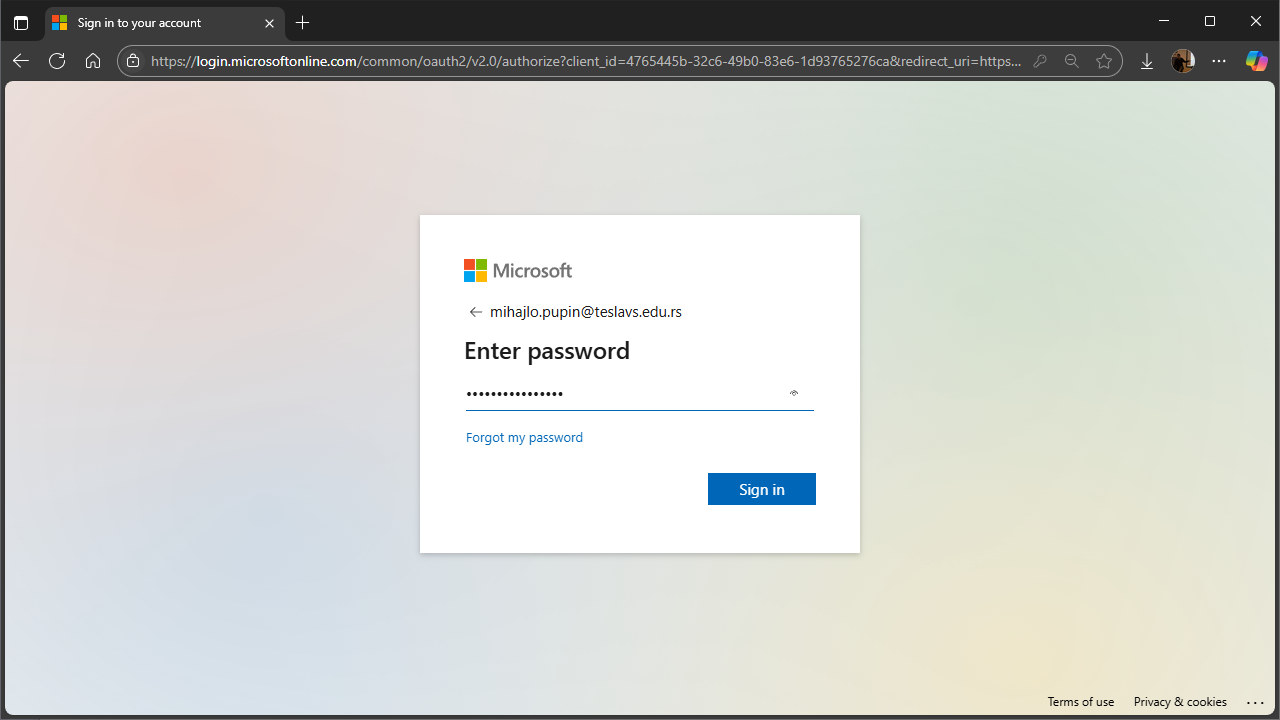 Sign in to your account
https://login.microsoftonline.com/common/oauth2/v2.0/authorize?client_id=4765445b-32c6-49b0-83e6-1d93765276ca&redirect_uri=https...
Microsoft
mihajlo.pupin@teslavs.edu.rs
Enter password
••••••••••••••••
Forgot my password
Sign in
Terms of use Privacy & cookies ...